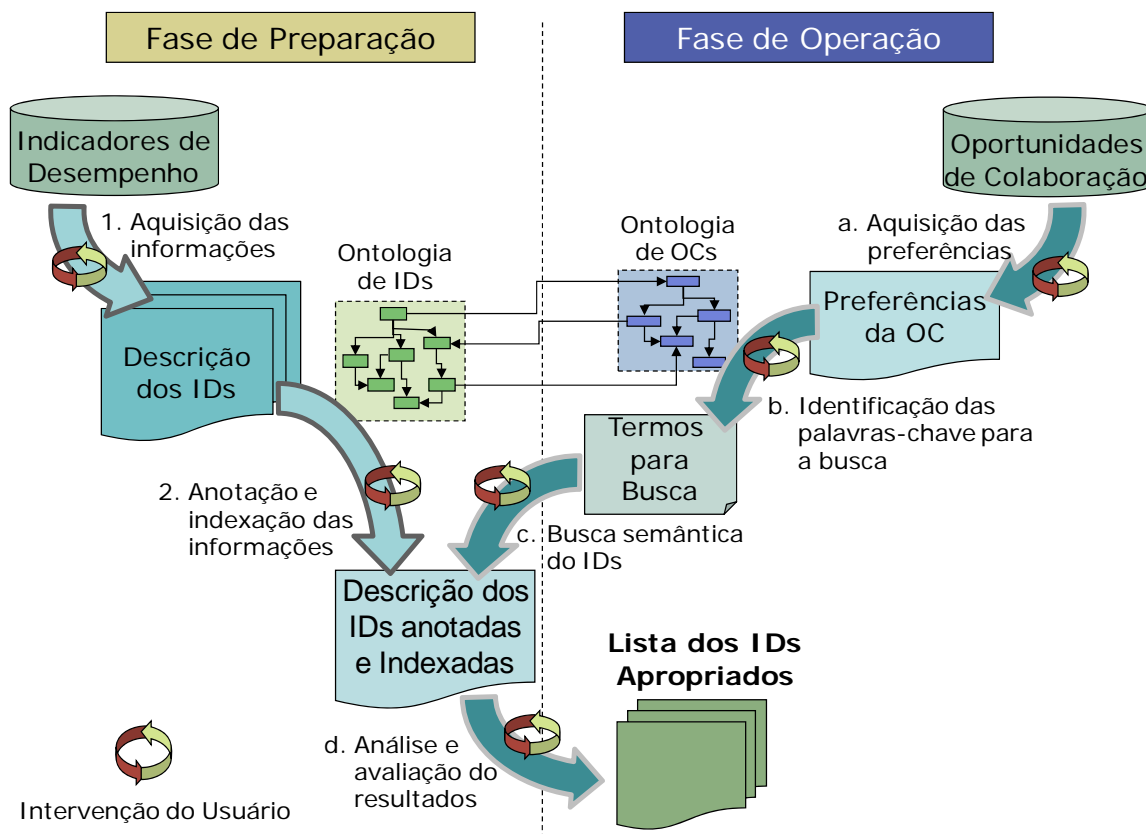 Fase de Preparação
Fase de Operação
Indicadores de
Desempenho
Oportunidades
de Colaboração
1. Aquisição das
informações
Ontologia
de IDs
Ontologia
de OCs
a. Aquisição das
preferências
Descrição
dos IDs
Preferências
da OC
2. Anotação e
indexação das
informações
Termos
para
Busca
b. Identificação das
palavras-chave para
a busca
c. Busca semântica
do IDs
Descrição dos
IDs anotadas
e Indexadas
Lista dos IDs
Apropriados
d. Análise e
avaliação do
resultados
Intervenção do Usuário